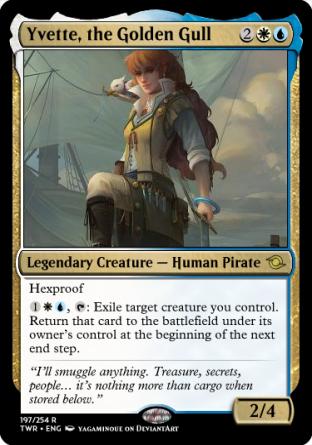 Yvette, the Golden Gull 2
Legendary Creature — Human Pirate
Hexproof
1, : Exile target creature you control.
Return that card to the battlefield under its
owner's control at the beginning of the next
end step.
“I'll smuggle anything. Treasure, secrets,
people... it's nothing more than cargo when
stored below.”
2/4
197/254 R
TWR • ENG YAGAMINOUE ON DEVIANTART